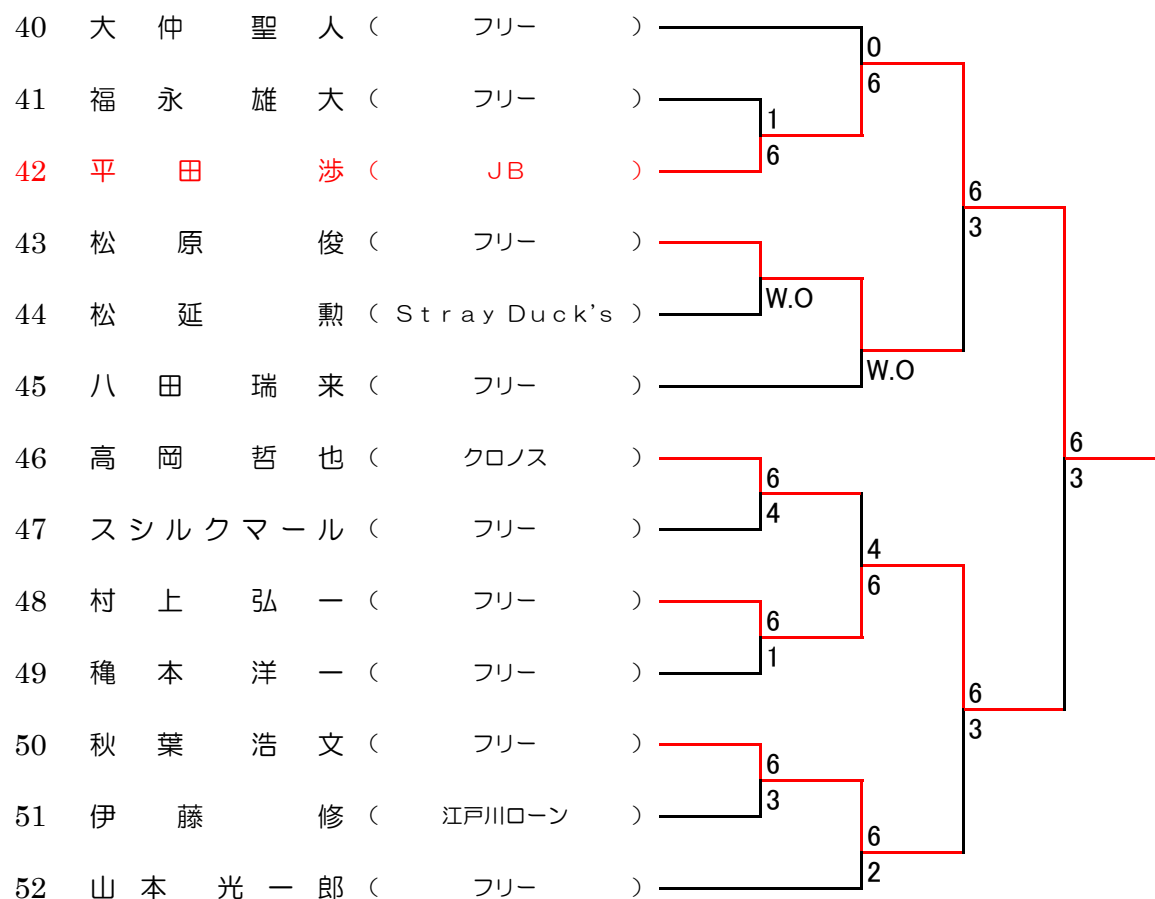 40 大仲 聖人 （ フリー ）
0
6
41 福永 雄大 （ フリー ）
1
6
42 平田 渉 （ JB ）
6
3
43 松原 俊 （ フリー ）
W.O
44 松延 勲 （ Stray Duck's ）
W.O
45 八田 瑞来 （ フリー ）
6
3
46 高岡 哲也 （ クロノス ）
6
4
47 スシルクマール （ フリー ）
4
6
48 村上 弘一 （ フリー ）
6
1
49 穐本 洋一 （ フリー ）
6
3
50 秋葉 浩文 （ フリー ）
6
3
51 伊藤 修 （ 江戸川ローン ）
6
2
52 山本 光一郎 （ フリー ）